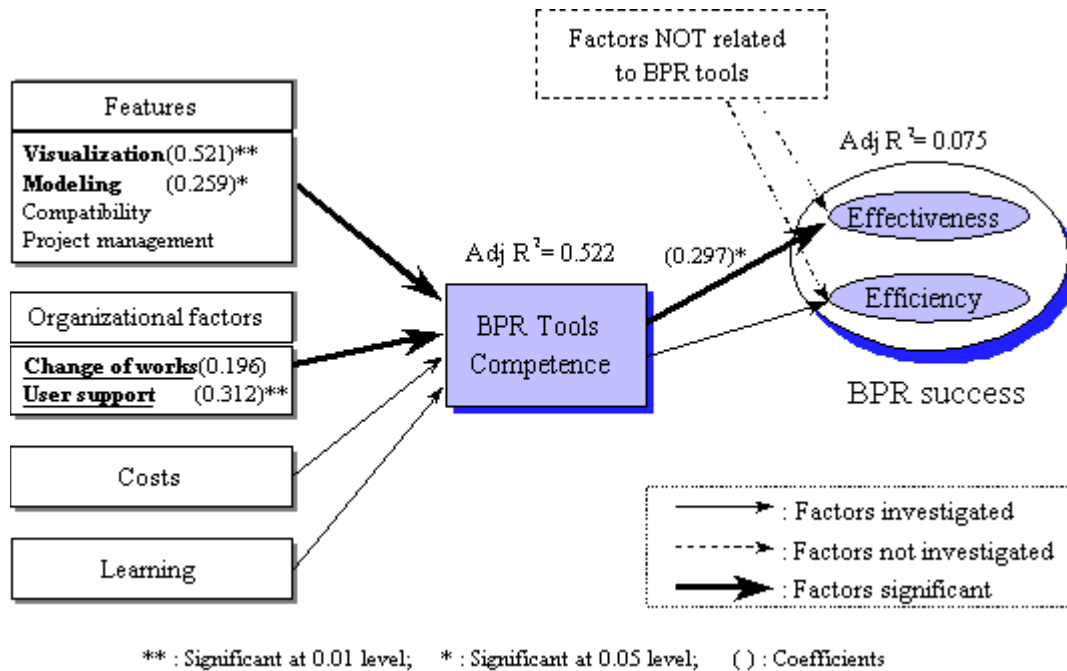 Factors NOT related
to BPR tools
Features
Visualization(0.521)**
Modeling (0.259)*
Compatibility
Project management
Adj R²= 0.522
(0.297)*
Adj R²= 0.075
Effectiveness
Efficiency
BPR success
Organizational factors
Change of works(0.196)
User support (0.312)**
BPR Tools
Competence
Costs
Learning
: Factors investigated
: Factors not investigated
: Factors significant
** : Significant at 0.01 level; * : Significant at 0.05 level; ( ) : Coefficients